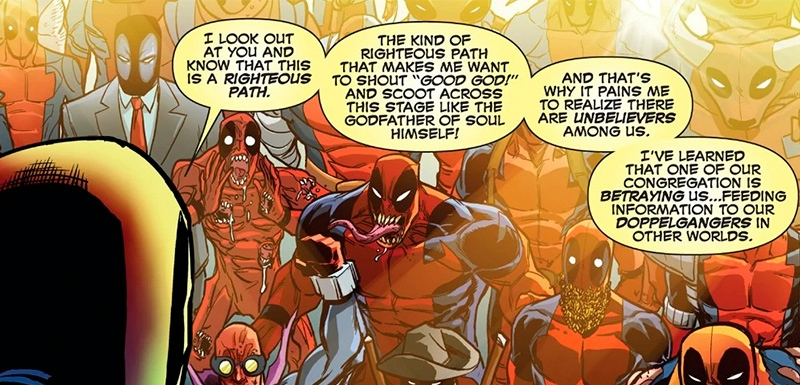 I LOOK OUT
AT YOU AND
KNOW THAT THIS
IS A RIGHTEOUS
PATH.
THE KIND OF
RIGHTEOUS PATH
THAT MAKES ME WANT
TO SHOUT "GOOD GOD!"
AND SCOOT ACROSS
THIS STAGE LIKE THE
GODFATHER OF SOUL
HIMSELF!
AND THAT'S
WHY IT PAINS ME
TO REALIZE THERE
ARE UNBELIEVERS
AMONG US.
I'VE LEARNED
THAT ONE OF OUR
CONGREGATION IS
BETRAYING US...FEEDING
INFORMATION TO OUR
DOPPELGANGERS IN
OTHER WORLDS.